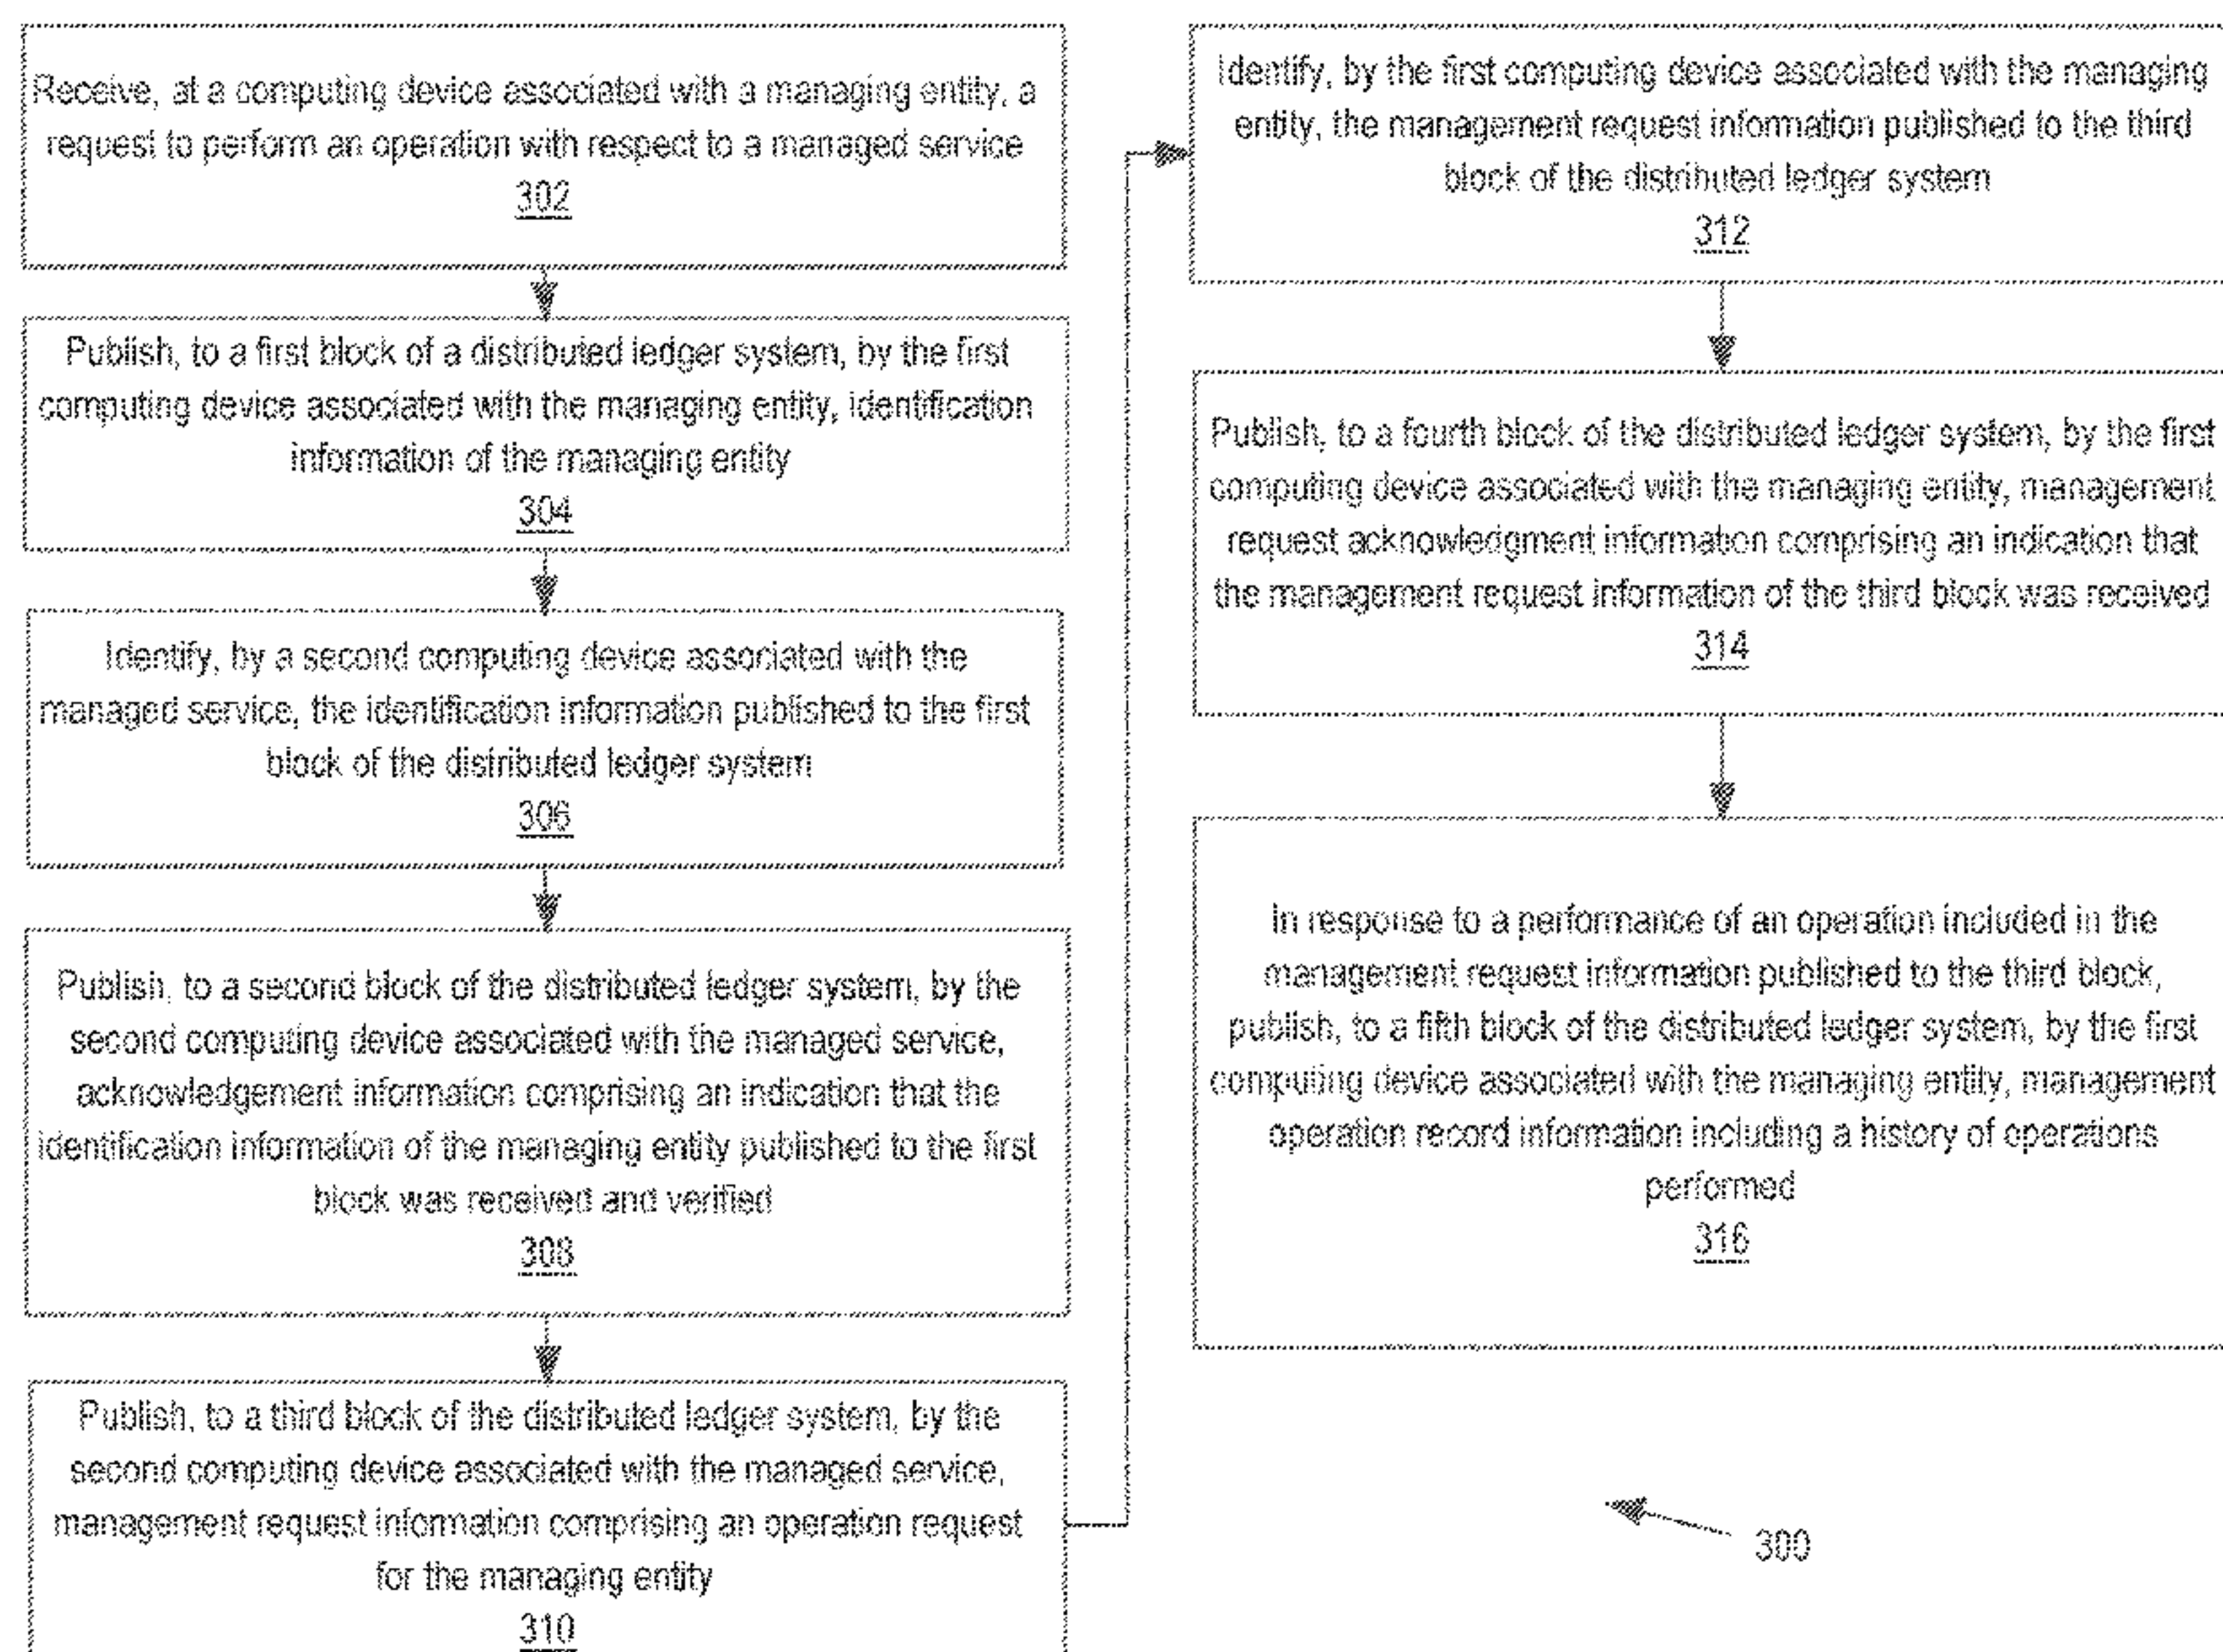 Receive, at a computing device associated with a managing entity, a
request to perform an operation with respect to a managed service
302
Publish, to a first block of a distributed ledger system, by the first
computing device associated with the managing entity, identification
information of the managing entity
304
Identify, by a second computing device associated with the
managed service, the identification information published to the first
block of the distributed ledger system
306
Publish, to a second block of the distributed ledger system, by the
second computing device associated with the managed service,
acknowledgement information comprising an indication that the
identification information of the managing entity published to the first
block was received and verified
308
Publish, to a third block of the distributed ledger system, by the
second computing device associated with the managed service,
management request information comprising an operation request
for the managing entity
310
Identify, by the first computing device associated with the managing
entity, the management request information published to the third
block of the distributed ledger system
312
Publish, to a fourth block of the distributed ledger system, by the first
computing device associated with the managing entity, management
request acknowledgment information comprising an indication that
the management request information of the third block was received
314
In response to a performance of an operation included in the
management request information published to the third block,
publish, to a fifth block of the distributed ledger system, by the first
computing device associated with the managing entity, management
operation record information including a history of operations
performed
316
300